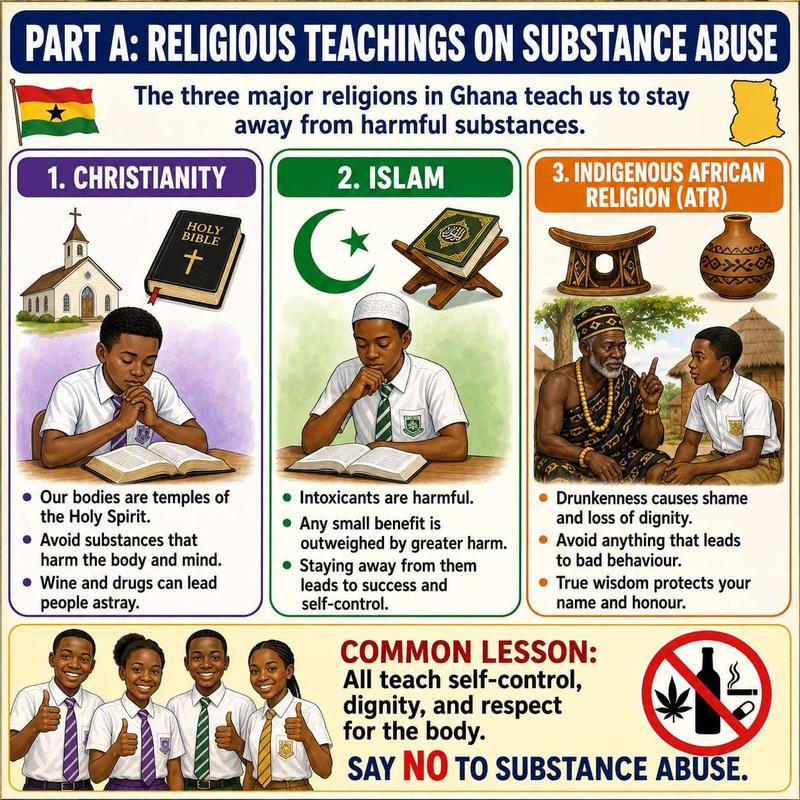 PART A: RELIGIOUS TEACHINGS ON SUBSTANCE ABUSE
The three major religions in Ghana teach us to stay
away from harmful substances.
1. CHRISTIANITY
HOLY
BIBLE
• Our bodies are temples of
the Holy Spirit.
• Avoid substances that
harm the body and mind.
• Wine and drugs can lead
people astray.
2. ISLAM
• Intoxicants are harmful.
• Any small benefit is
outweighed by greater harm.
• Staying away from them
leads to success and
self-control.
3. INDIGENOUS AFRICAN
RELIGION (ATR)
• Drunkenness causes shame
and loss of dignity.
• Avoid anything that leads
to bad behaviour.
• True wisdom protects your
name and honour.
COMMON LESSON:
All teach self-control,
dignity, and respect
for the body.
SAY NO TO SUBSTANCE ABUSE.